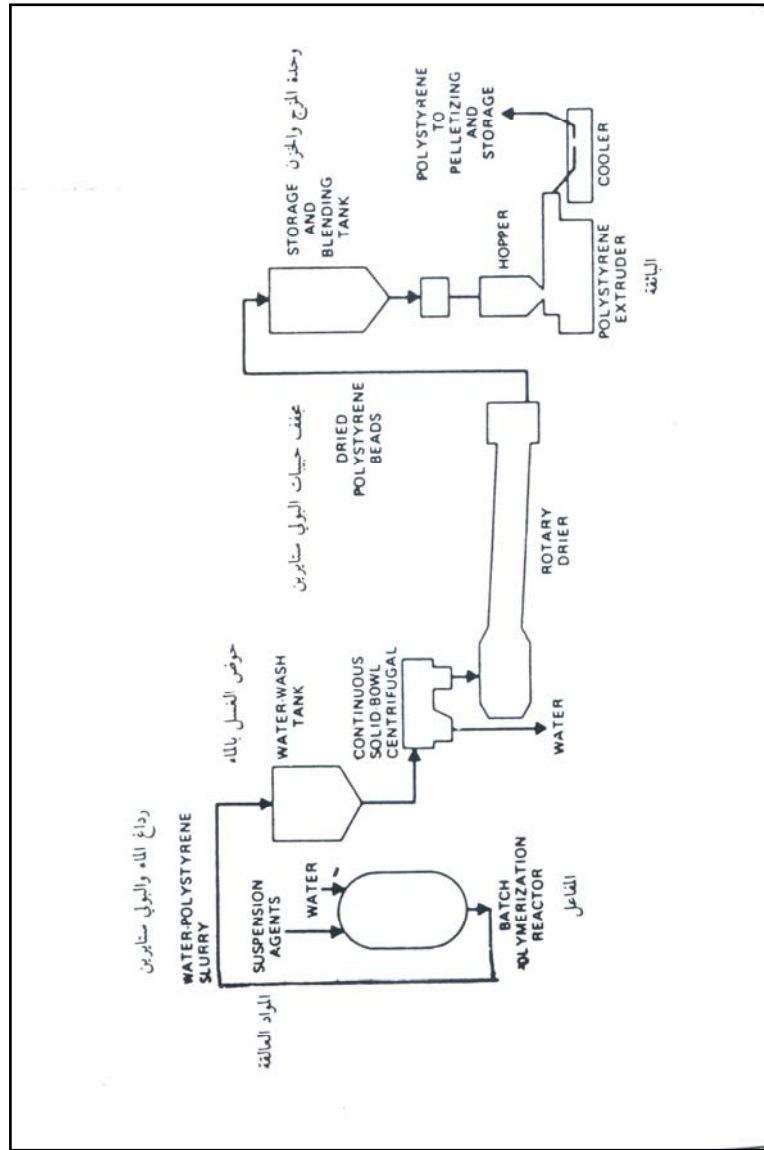 رداغ الماء والبولي ستايرين
WATER-POLYSTYRENE
SLURRY
المواد العالقة
SUSPENSION
AGENTS
WATER
BATCH
POLYMERIZATION
REACTOR
المفاعل
حوض الغسل بالماء
WATER-WASH
TANK
CONTINUOUS
SOLID-BOWL
CENTRIFUGAL
WATER
مجفف حبيبات البولي ستايرين
DRIED
POLYSTYRENE
BEADS
ROTARY
DRIER
وحدة المزج والخزن
STORAGE
AND
BLENDING
TANK
HOPPER
POLYSTYRENE
EXTRUDER
الباثقة
POLYSTYRENE
TO
PELLETIZING
AND
STORAGE
COOLER